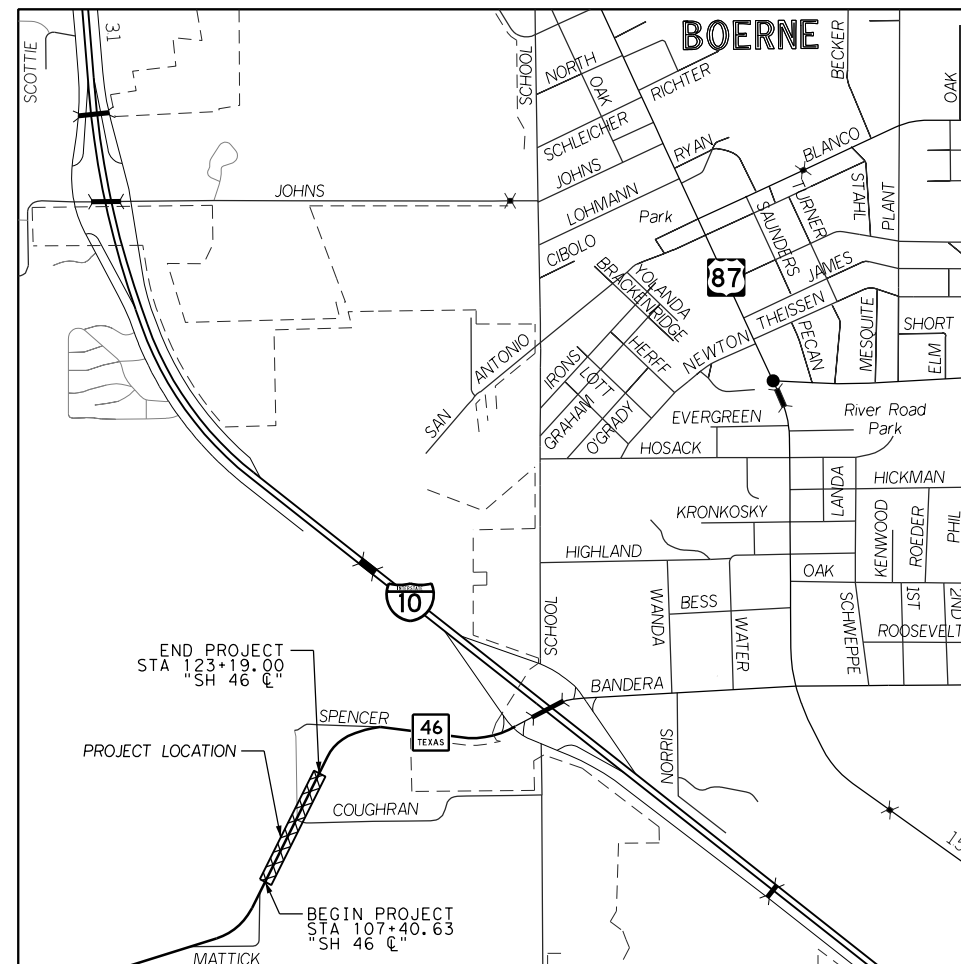 BOERNE
SCOTTIE
31
SCHOOL
NORTH
OAK
RICHTER
BECKER
OAK
SCHLEICHER
RYAN
BLANCO
JOHNS
JOHNS
LOHMANN
Park
CIBOLO
TURNER
STAHL
PLANT
SAUNDERS
YOLANDA
BRACKENRIDGE
87
JAMES
THEISSEN
NEWTON
PECAN
MESQUITE
SHORT
ELM
SAN ANTONIO
IRONS
HERFF
LOTT
GRAHAM
O'GRADY
EVERGREEN
River Road
Park
HOSACK
HICKMAN
LANDA
KRONKOSKY
KENWOOD
ROEDER
PHIL
HIGHLAND
OAK
INTERSTATE
10
SCHOOL
WANDA
BESS
WATER
SCHWEPPE
1ST
2ND
ROOSEVELT
END PROJECT
STA 123+19.00
"SH 46 ℄"
BANDERA
SPENCER
46
TEXAS
PROJECT LOCATION
NORRIS
COUGHRAN
15
BEGIN PROJECT
STA 107+40.63
"SH 46 ℄"
MATTICK